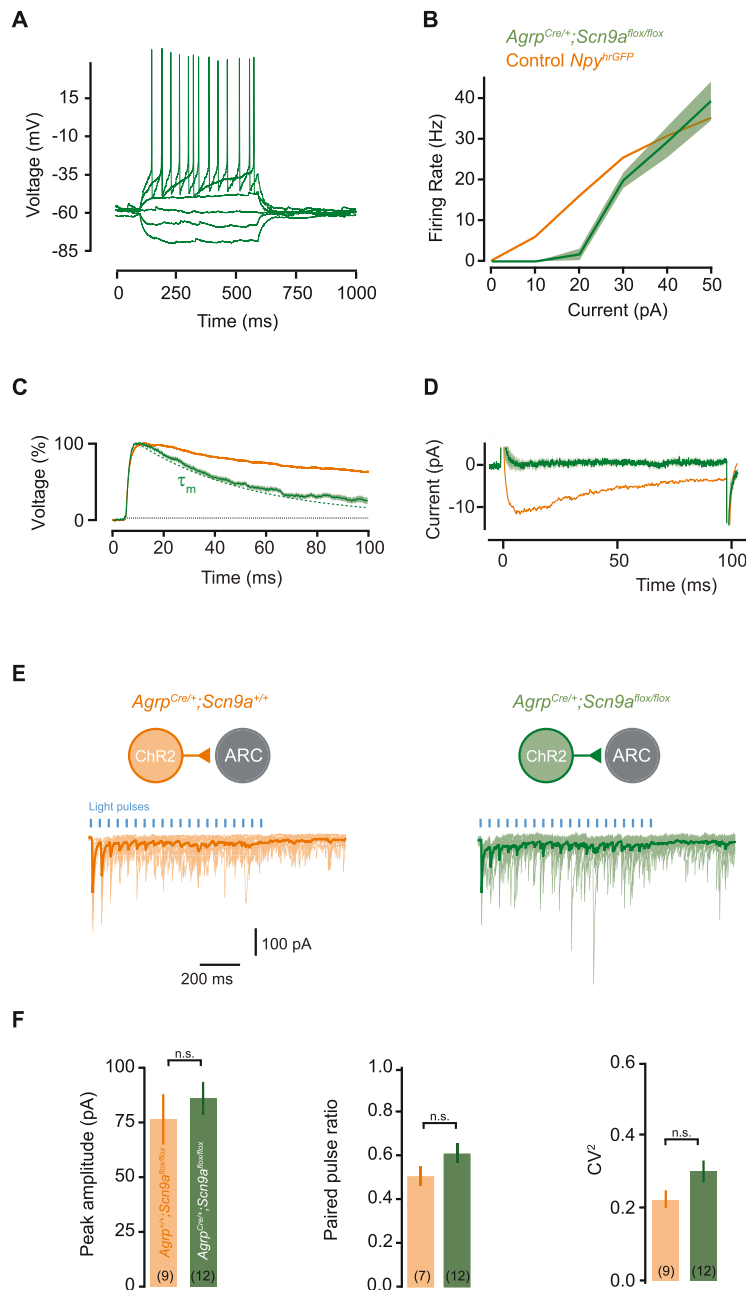 A
15
-10
-35
-60
-85
Voltage (mV)
0 250 500 750 1000
Time (ms)
B
Agrp^Cre/+;Scn9a^flox/flox
Control Npy^hrGFP
40
30
20
10
0
Firing Rate (Hz)
0 10 20 30 40 50
Current (pA)
C
100
0
Voltage (%)
τm
0 20 40 60 80 100
Time (ms)
D
0
-10
Current (pA)
0 50 100
Time (ms)
E
Agrp^Cre/+;Scn9a^+/+
ChR2 ARC
Light pulses
100 pA
200 ms
Agrp^Cre/+;Scn9a^flox/flox
ChR2 ARC
F
n.s.
100
75
50
25
0
Peak amplitude (pA)
Agrp^+/+;Scn9a^flox/flox
Agrp^Cre/+;Scn9a^flox/flox
(9) (12)
n.s.
1.0
0.8
0.6
0.4
0.2
0.0
Paired pulse ratio
(7) (12)
n.s.
0.6
0.4
0.2
0.0
CV²
(9) (12)